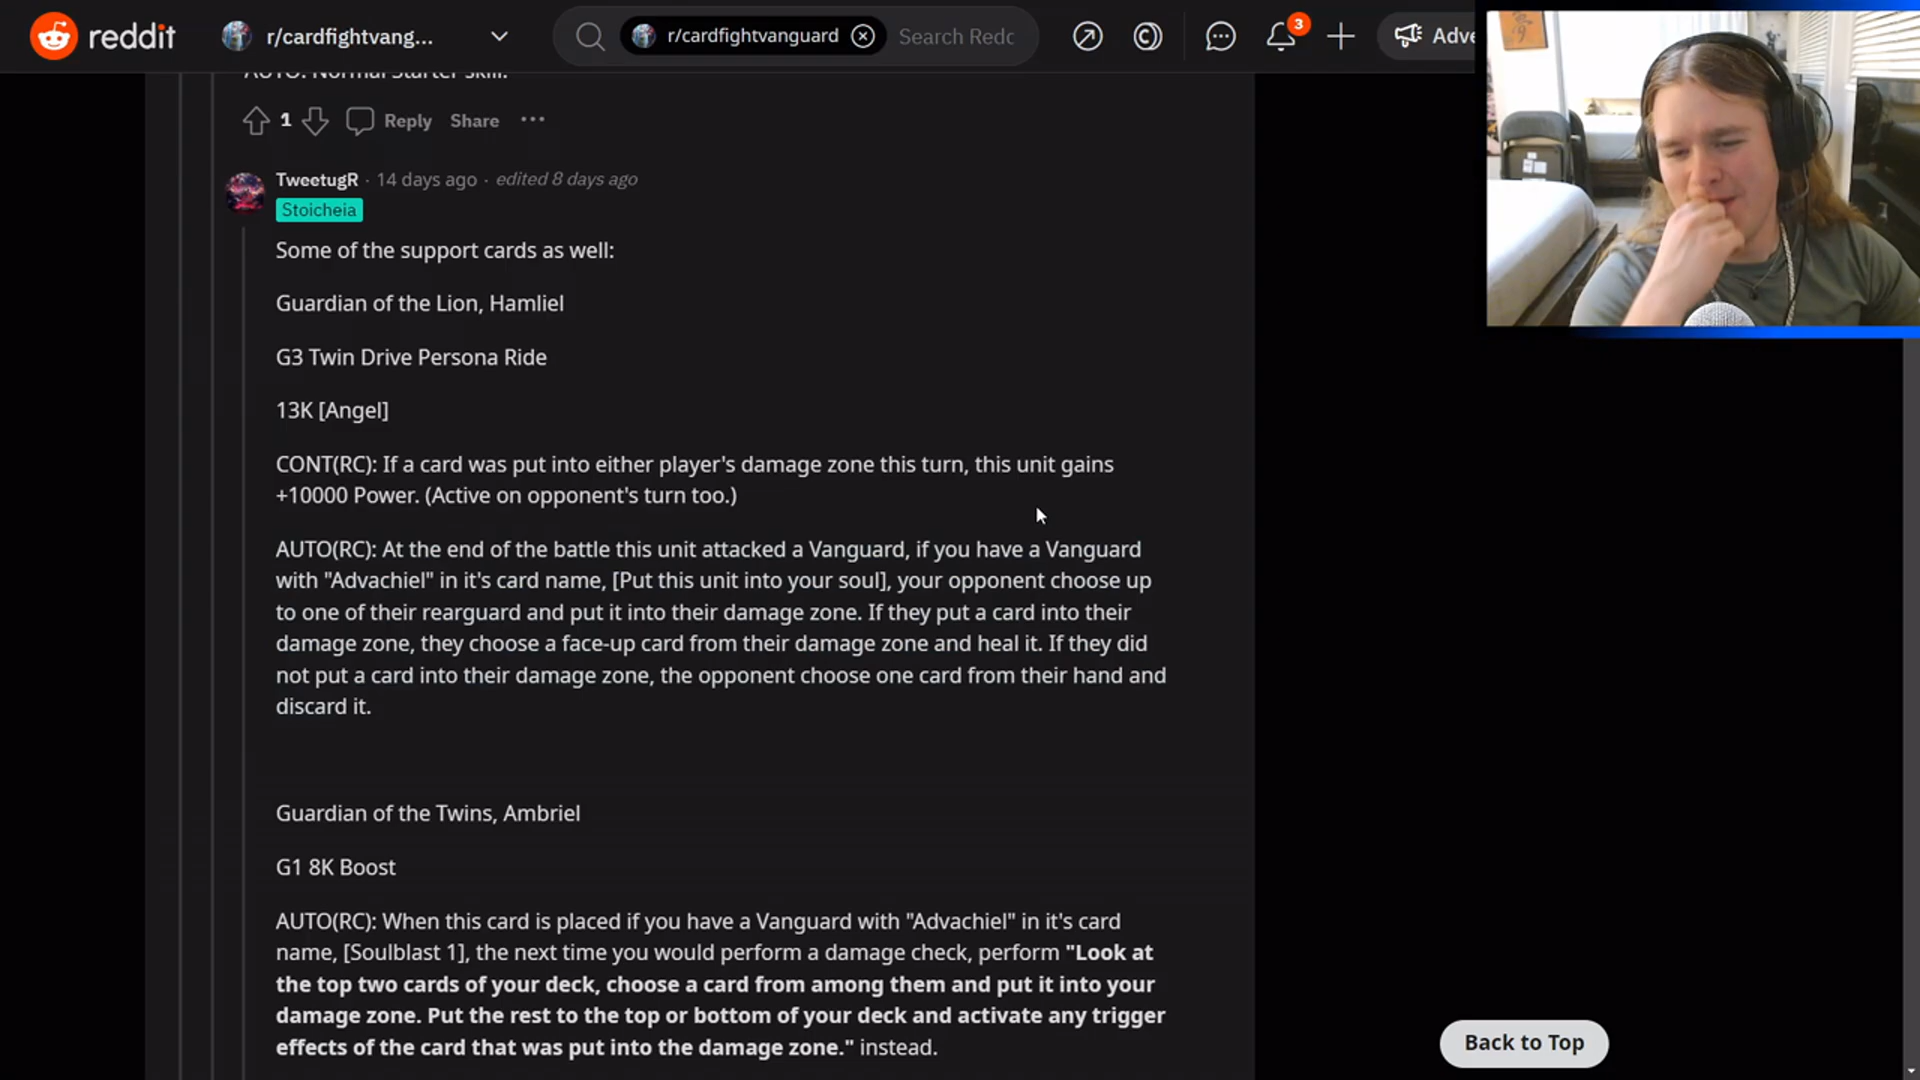 reddit
r/cardfightvang...
r/cardfightvanguard
Search Redc
3
Adve
AUTO: Normal Starter skill.
1
Reply
Share
TweetugR · 14 days ago · edited 8 days ago
Stoicheia
Some of the support cards as well:
Guardian of the Lion, Hamliel
G3 Twin Drive Persona Ride
13K [Angel]
CONT(RC): If a card was put into either player's damage zone this turn, this unit gains
+10000 Power. (Active on opponent's turn too.)
AUTO(RC): At the end of the battle this unit attacked a Vanguard, if you have a Vanguard
with "Advachiel" in it's card name, [Put this unit into your soul], your opponent choose up
to one of their rearguard and put it into their damage zone. If they put a card into their
damage zone, they choose a face-up card from their damage zone and heal it. If they did
not put a card into their damage zone, the opponent choose one card from their hand and
discard it.
Guardian of the Twins, Ambriel
G1 8K Boost
AUTO(RC): When this card is placed if you have a Vanguard with "Advachiel" in it's card
name, [Soulblast 1], the next time you would perform a damage check, perform "Look at
the top two cards of your deck, choose a card from among them and put it into your
damage zone. Put the rest to the top or bottom of your deck and activate any trigger
effects of the card that was put into the damage zone." instead.
Back to Top